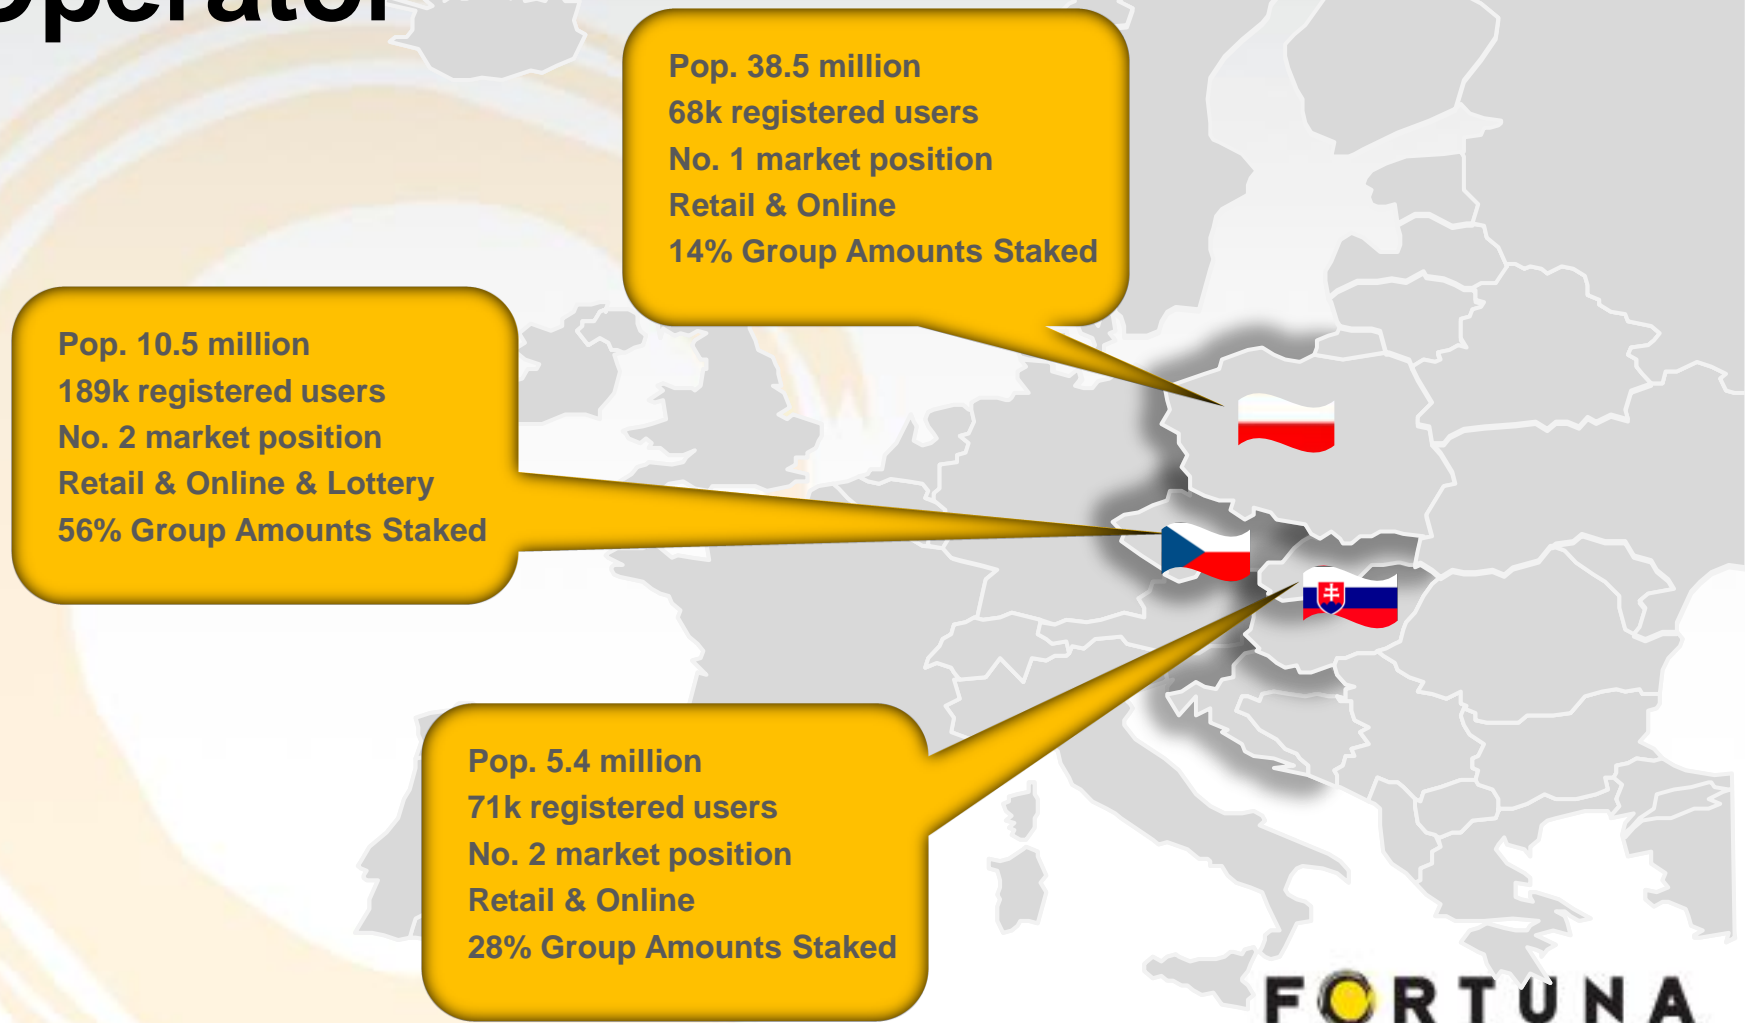 Operator
Pop. 38.5 million
68k registered users
No. 1 market position
Retail & Online
14% Group Amounts Staked
Pop. 10.5 million
189k registered users
No. 2 market position
Retail & Online & Lottery
56% Group Amounts Staked
Pop. 5.4 million
71k registered users
No. 2 market position
Retail & Online
28% Group Amounts Staked
FORTUNA